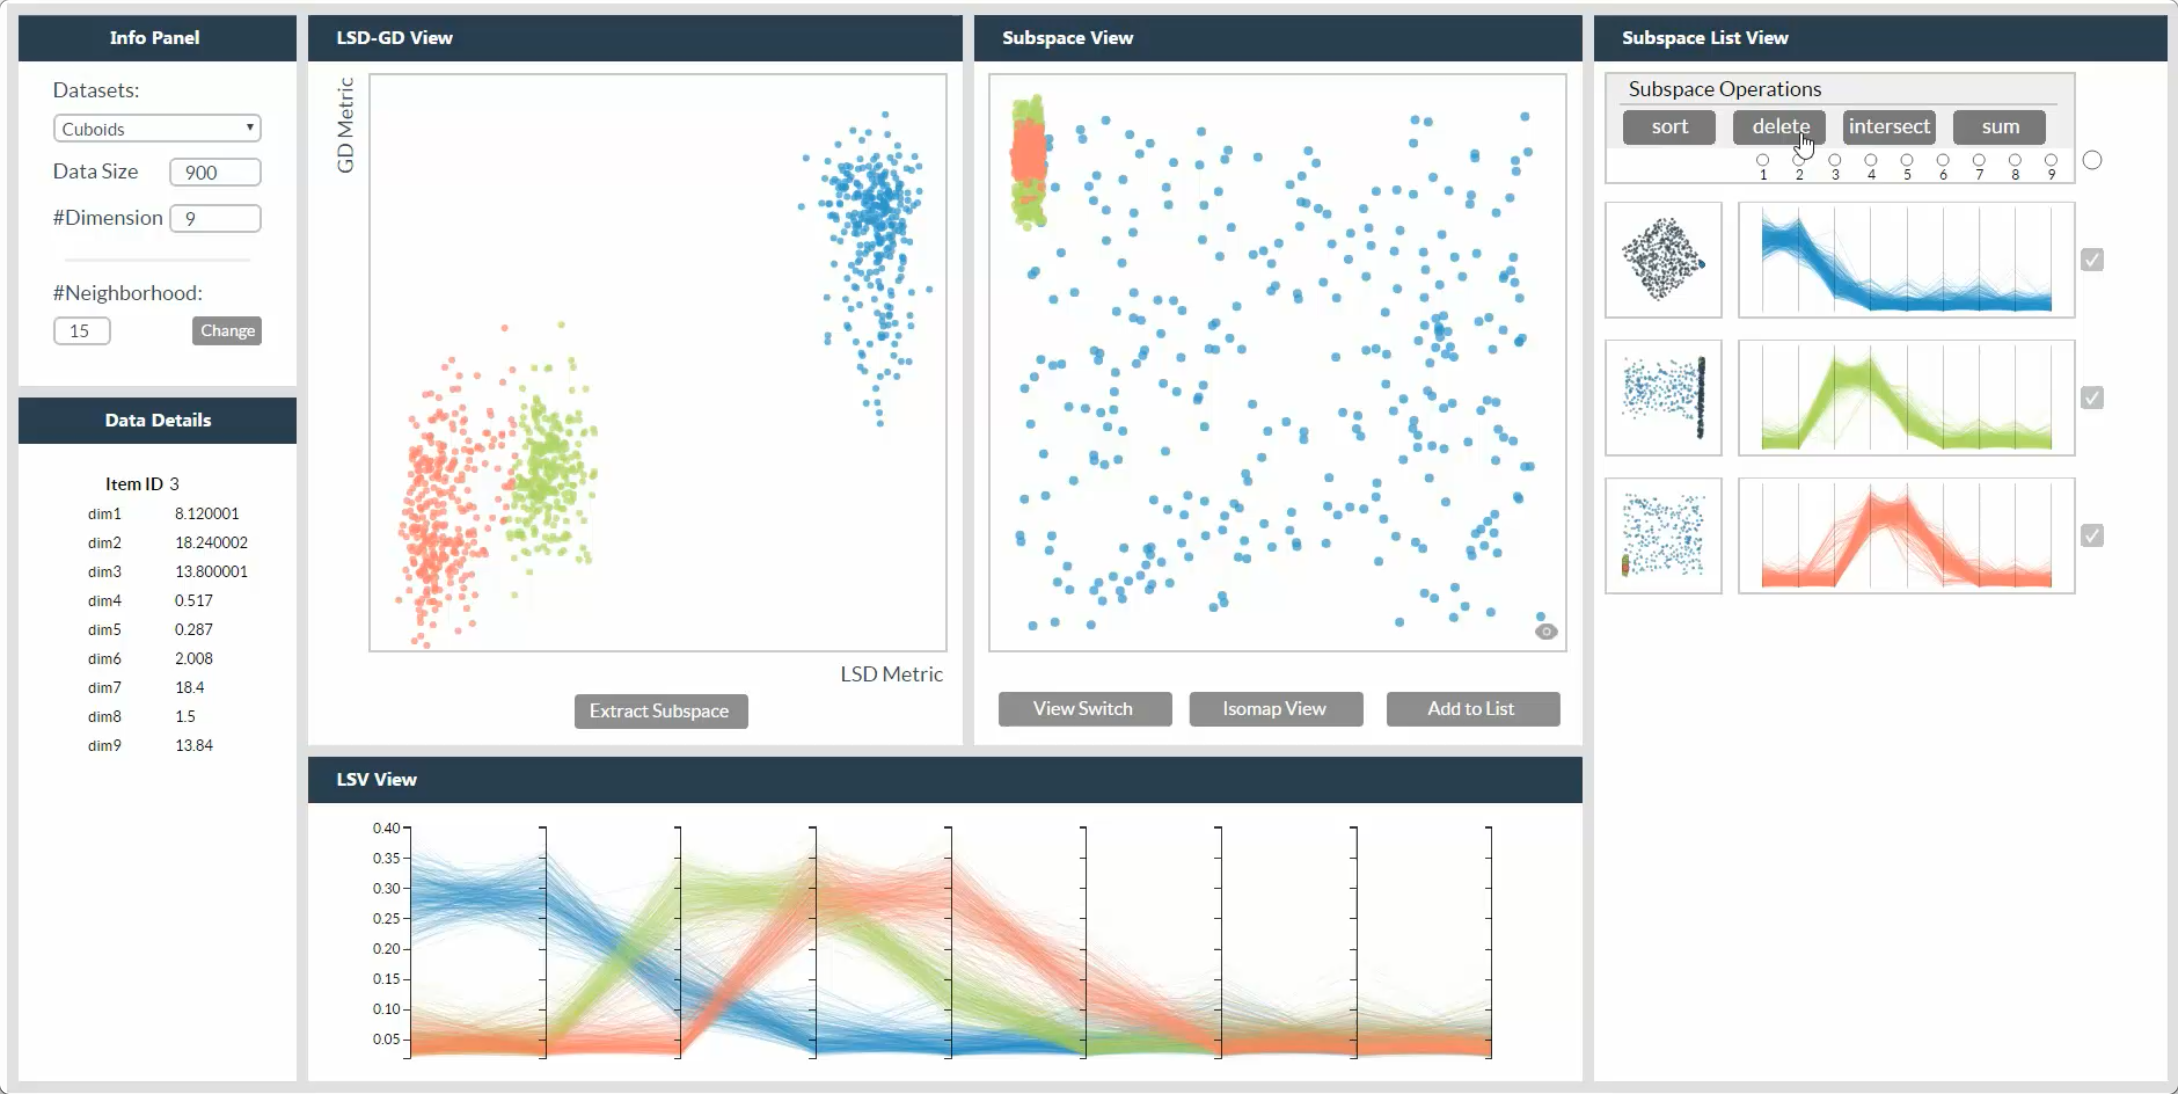 Info Panel
Datasets:
Cuboids
Data Size 900
#Dimension 9
#Neighborhood:
15 Change
Data Details
Item ID 3
dim1 8.120001
dim2 18.240002
dim3 13.800001
dim4 0.517
dim5 0.287
dim6 2.008
dim7 18.4
dim8 1.5
dim9 13.84
LSD-GD View
GD Metric
LSD Metric
Extract Subspace
Subspace View
View Switch Isomap View Add to List
LSV View
0.40
0.35
0.30
0.25
0.20
0.15
0.10
0.05
Subspace List View
Subspace Operations
sort delete intersect sum
1 2 3 4 5 6 7 8 9